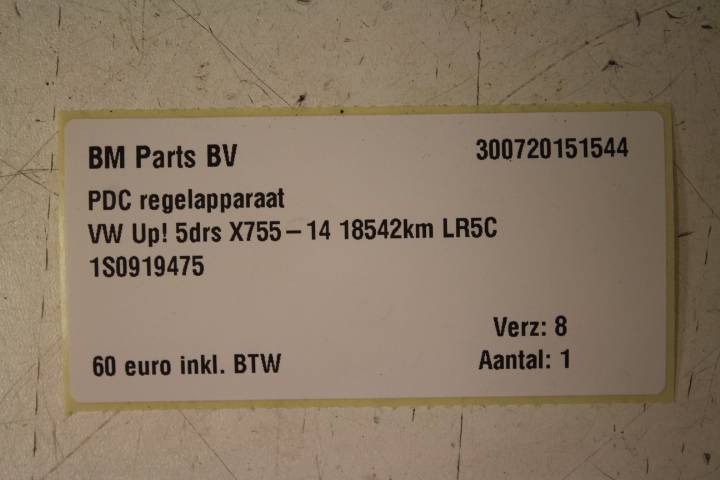 BM Parts BV 300720151544
PDC regelapparaat
VW Up! 5drs X755-14 18542km LR5C
1S0919475
Verz: 8
60 euro inkl. BTW Aantal: 1